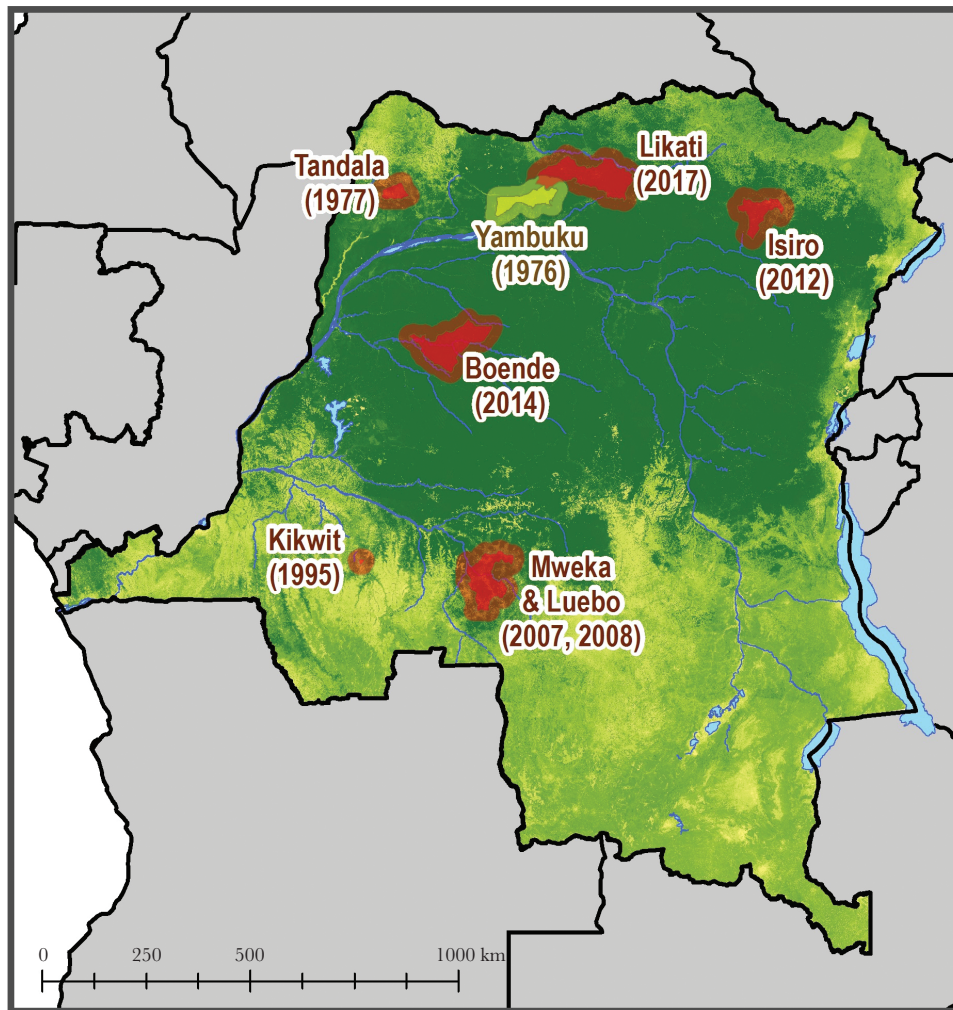 Tandala
(1977)
Likati
(2017)
Yambuku
(1976)
Isiro
(2012)
Boende
(2014)
Kikwit
(1995)
Mweka
& Luebo
(2007, 2008)
0 250 500 1000 km